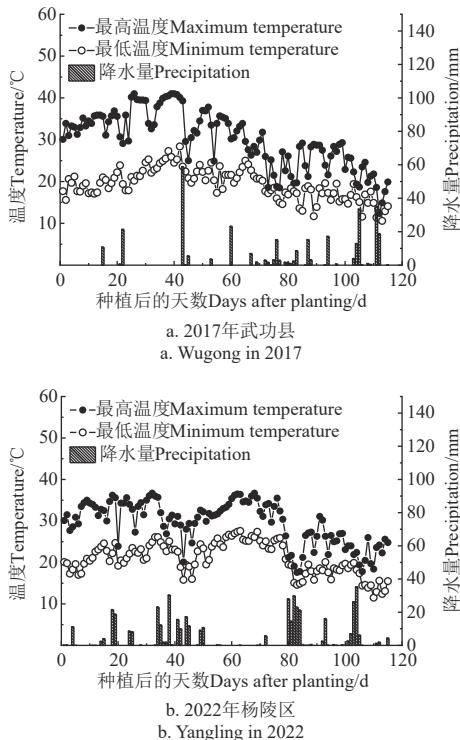 60
50
40
30
20
10
温度Temperature/℃
最高温度Maximum temperature
最低温度Minimum temperature
降水量Precipitation
140
120
100
80
60
40
20
0
降水量Precipitation/mm
0 20 40 60 80 100 120
种植后的天数Days after planting/d
a. 2017年武功县
a. Wugong in 2017
60
50
40
30
20
10
温度Temperature/℃
最高温度Maximum temperature
最低温度Minimum temperature
降水量Precipitation
140
120
100
80
60
40
20
0
降水量Precipitation/mm
0 20 40 60 80 100 120
种植后的天数Days after planting/d
b. 2022年杨陵区
b. Yangling in 2022